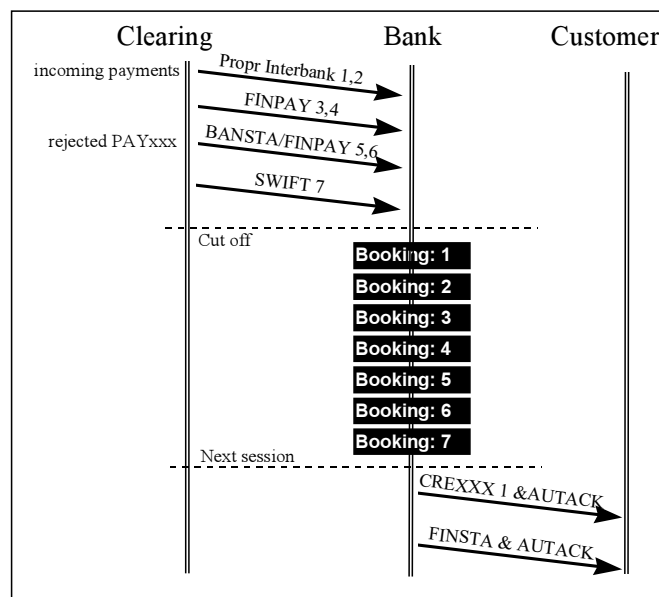 Clearing Bank Customer
incoming payments
Propr Interbank 1,2
FINPAY 3,4
rejected PAYxxx
BANSTA/FINPAY 5,6
SWIFT 7
Cut off
Booking: 1
Booking: 2
Booking: 3
Booking: 4
Booking: 5
Booking: 6
Booking: 7
Next session
CREXXX 1 &AUTACK
FINSTA & AUTACK